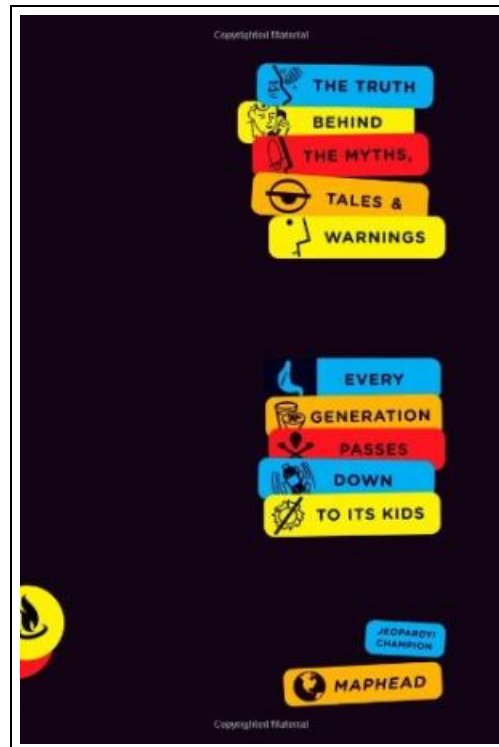 Copyrighted Material
THE TRUTH
BEHIND
THE MYTHS,
TALES &
WARNINGS
EVERY
GENERATION
PASSES
DOWN
TO ITS KIDS
JEOPARDY!
CHAMPION
MAPHEAD
Copyrighted Material